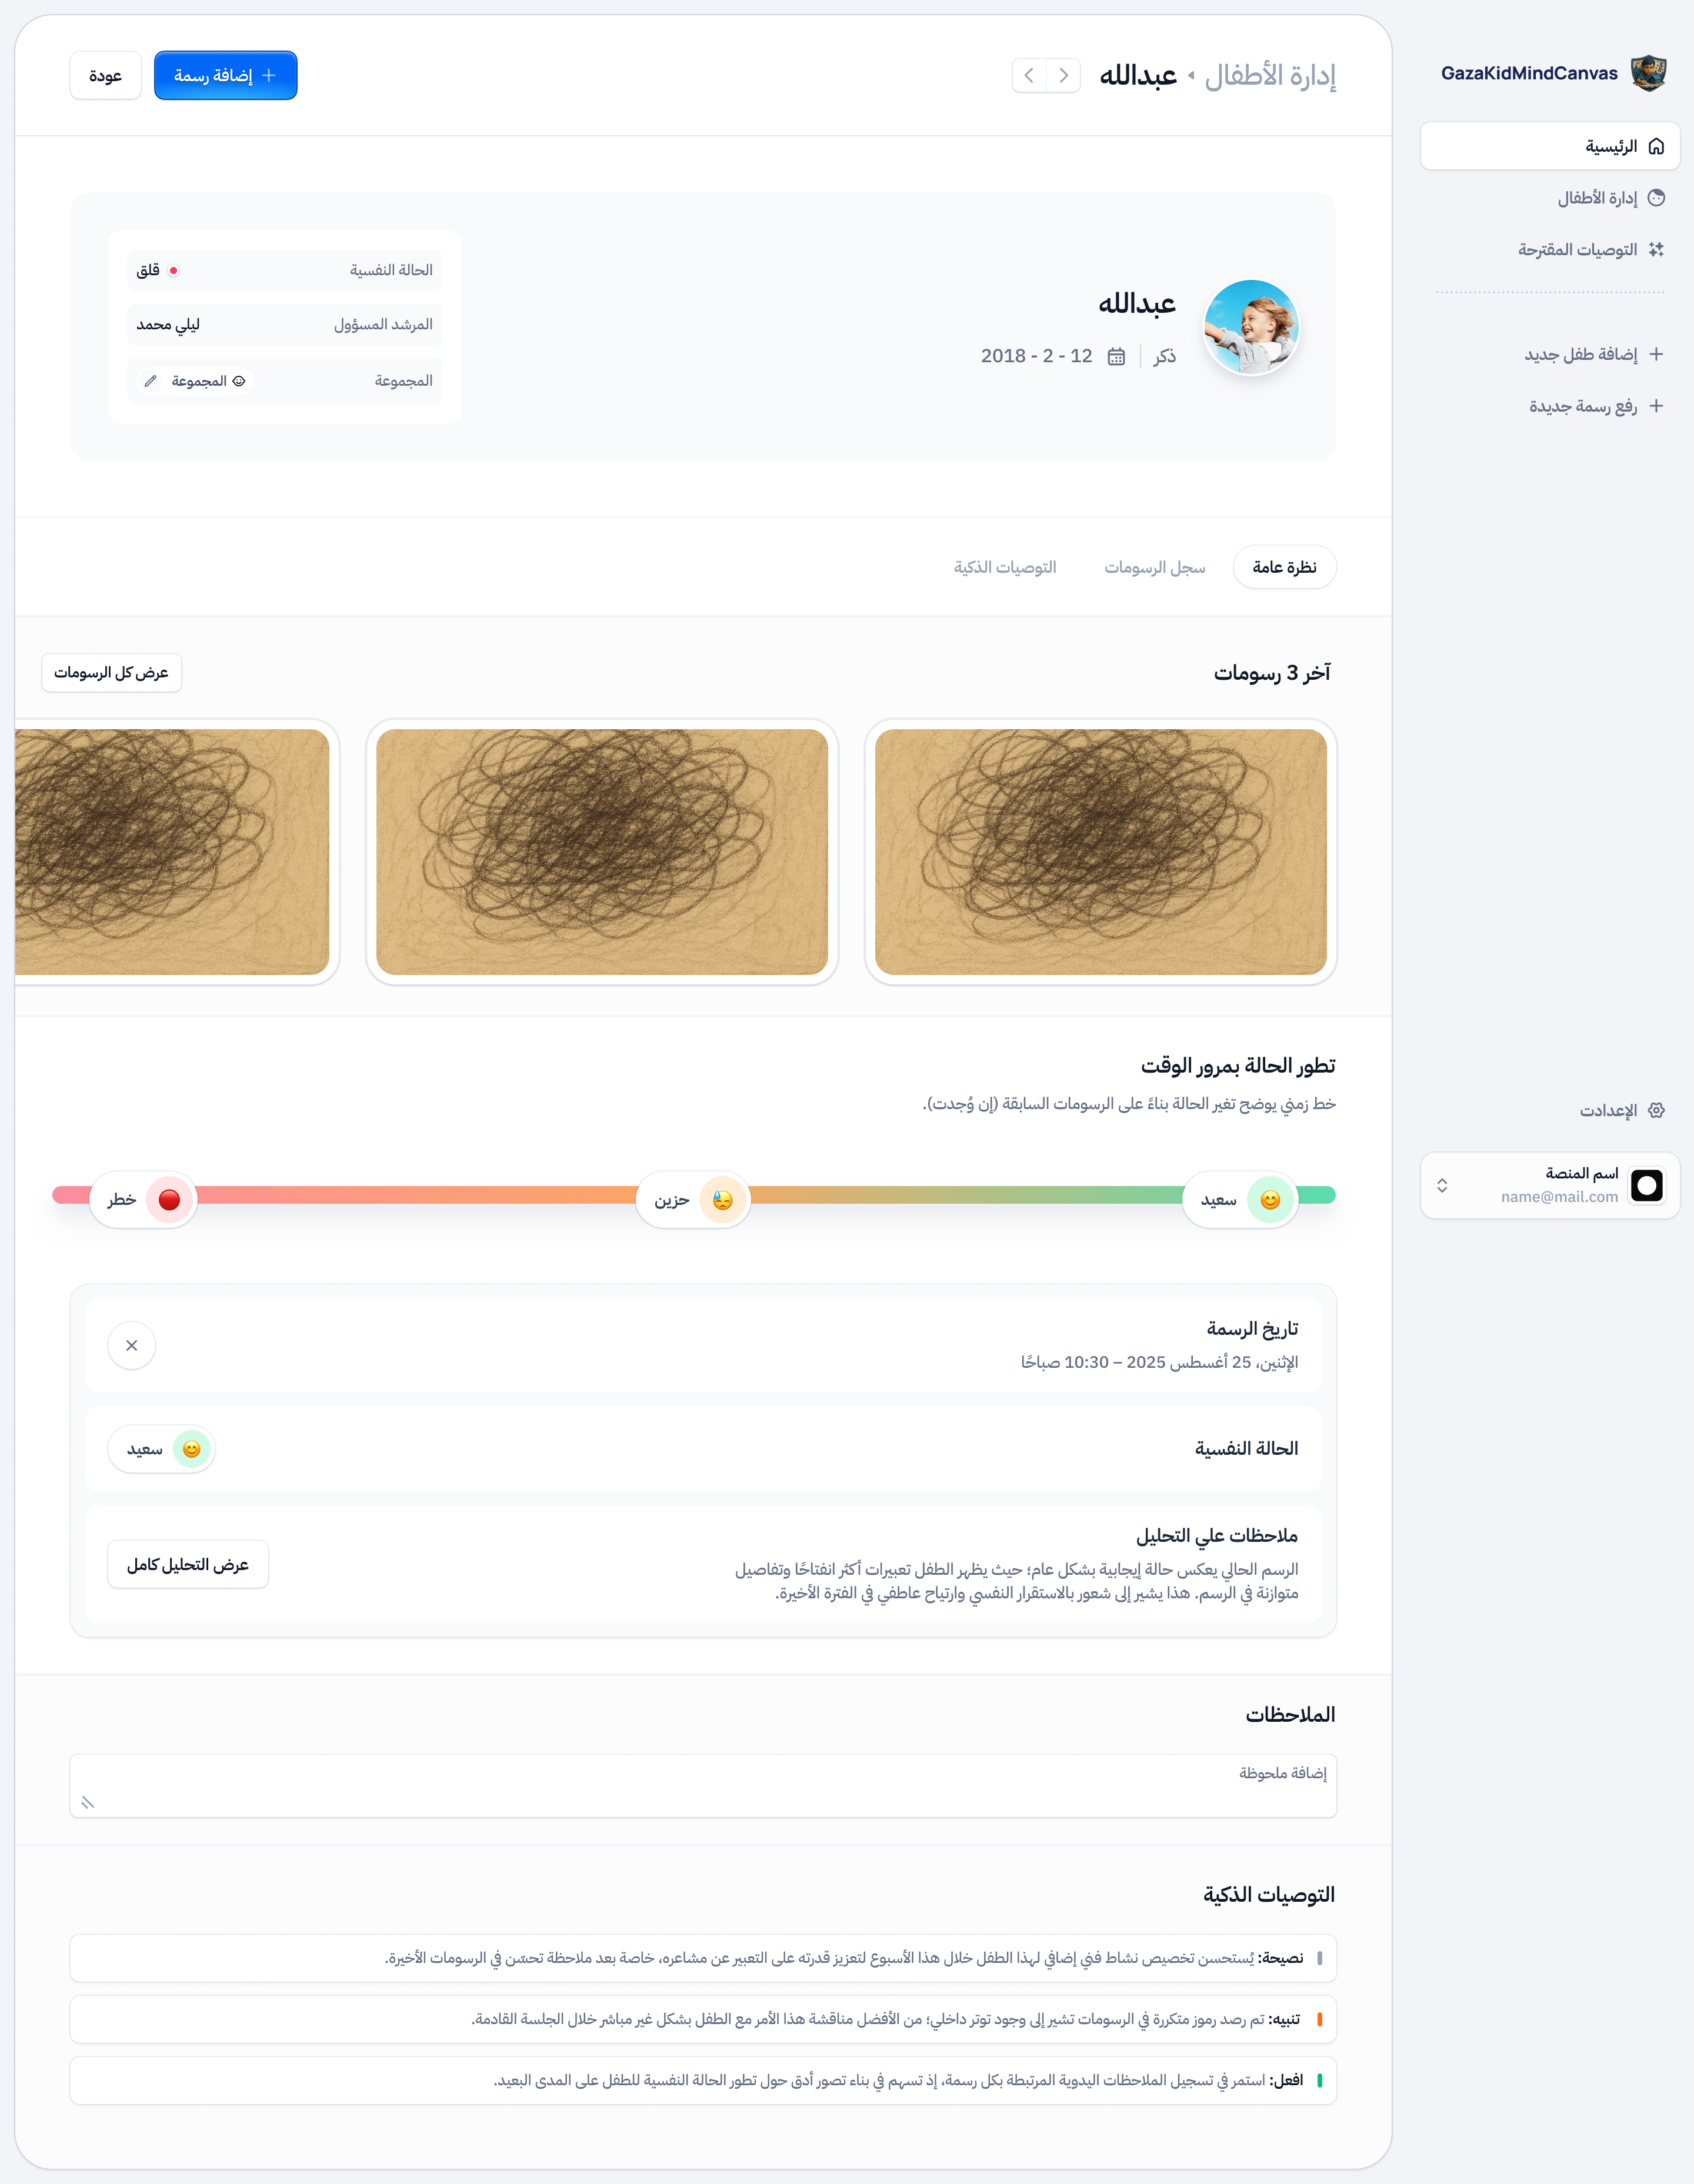 GazaKidMindCanvas
الرئيسية
إدارة الأطفال
التوصيات المقترحة
إضافة طفل جديد
رفع رسمة جديدة
الإعدادت
اسم المنصة
name@mail.com
إدارة الأطفال
عبدالله
إضافة رسمة
عودة
عبدالله
ذكر
12 - 2 - 2018
الحالة النفسية
قلق
المرشد المسؤول
ليلي محمد
المجموعة
المجموعة
نظرة عامة
سجل الرسومات
التوصيات الذكية
آخر 3 رسومات
عرض كل الرسومات
تطور الحالة بمرور الوقت
خط زمني يوضح تغير الحالة بناءً على الرسومات السابقة (إن وُجدت).
سعيد
حزين
خطر
تاريخ الرسمة
الإثنين، 25 أغسطس 2025 – 10:30 صباحًا
الحالة النفسية
سعيد
ملاحظات علي التحليل
الرسم الحالي يعكس حالة إيجابية بشكل عام؛ حيث يظهر الطفل تعبيرات أكثر انفتاحًا وتفاصيل
متوازنة في الرسم. هذا يشير إلى شعور بالاستقرار النفسي وارتياح عاطفي في الفترة الأخيرة.
عرض التحليل كامل
الملاحظات
إضافة ملحوظة
التوصيات الذكية
نصيحة: يُستحسن تخصيص نشاط فني إضافي لهذا الطفل خلال هذا الأسبوع لتعزيز قدرته على التعبير عن مشاعره، خاصة بعد ملاحظة تحسّن في الرسومات الأخيرة.
تنبيه: تم رصد رموز متكررة في الرسومات تشير إلى وجود توتر داخلي؛ من الأفضل مناقشة هذا الأمر مع الطفل بشكل غير مباشر خلال الجلسة القادمة.
افعل: استمر في تسجيل الملاحظات اليدوية المرتبطة بكل رسمة، إذ تسهم في بناء تصور أدق حول تطور الحالة النفسية للطفل على المدى البعيد.